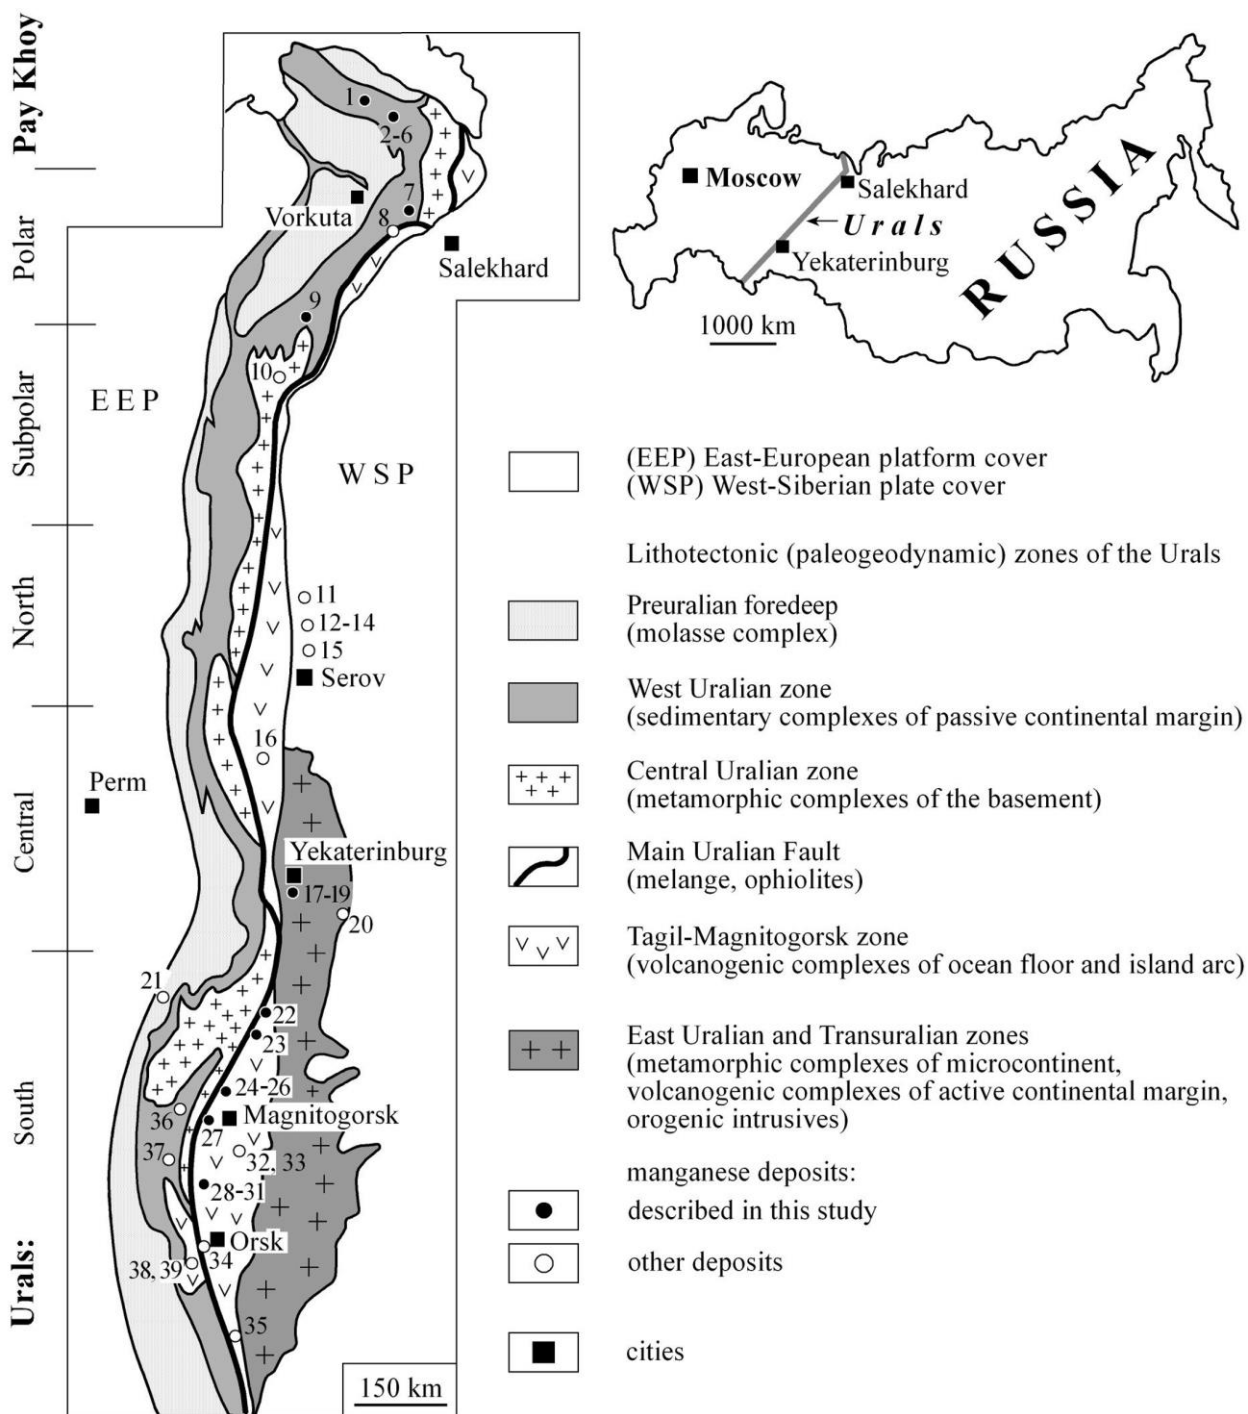 Pay Khoy
Polar
Subpolar
North
Central
South
Urals:
1
2-6
Vorkuta
7
8
Salekhard
9
10
EEP
WSP
11
12-14
15
Serov
16
Perm
Yekaterinburg
17-19
20
21
22
23
24-26
36
Magnitogorsk
27
37
32, 33
28-31
Orsk
34
38, 39
35
150 km
Moscow
Salekhard
Urals
Yekaterinburg
RUSSIA
1000 km
(EEP) East-European platform cover
(WSP) West-Siberian plate cover
Lithotectonic (paleogeodynamic) zones of the Urals
Preuralian foredeep
(molasse complex)
West Uralian zone
(sedimentary complexes of passive continental margin)
Central Uralian zone
(metamorphic complexes of the basement)
Main Uralian Fault
(melange, ophiolites)
Tagil-Magnitogorsk zone
(volcanogenic complexes of ocean floor and island arc)
East Uralian and Transuralian zones
(metamorphic complexes of microcontinent,
volcanogenic complexes of active continental margin,
orogenic intrusives)
manganese deposits:
described in this study
other deposits
cities